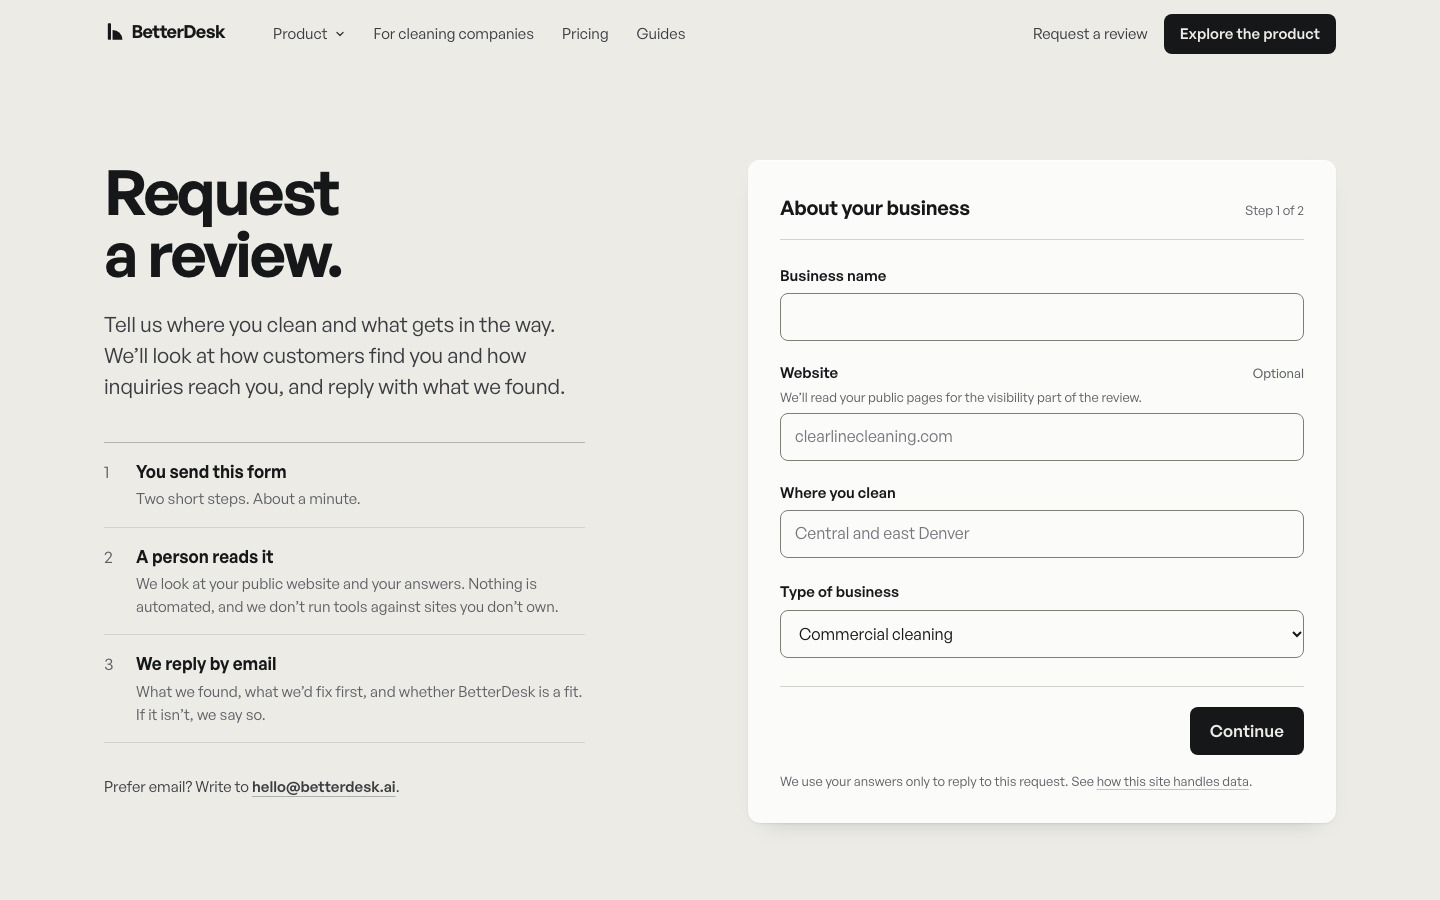 BetterDesk
Product
For cleaning companies
Pricing
Guides
Request a review
Explore the product
Request
a review.
Tell us where you clean and what gets in the way.
We’ll look at how customers find you and how
inquiries reach you, and reply with what we found.
1 You send this form
Two short steps. About a minute.
2 A person reads it
We look at your public website and your answers. Nothing is
automated, and we don’t run tools against sites you don’t own.
3 We reply by email
What we found, what we’d fix first, and whether BetterDesk is a fit.
If it isn’t, we say so.
Prefer email? Write to hello@betterdesk.ai.
About your business
Step 1 of 2
Business name
Website
Optional
We’ll read your public pages for the visibility part of the review.
clearlinecleaning.com
Where you clean
Central and east Denver
Type of business
Commercial cleaning
Continue
We use your answers only to reply to this request. See how this site handles data.